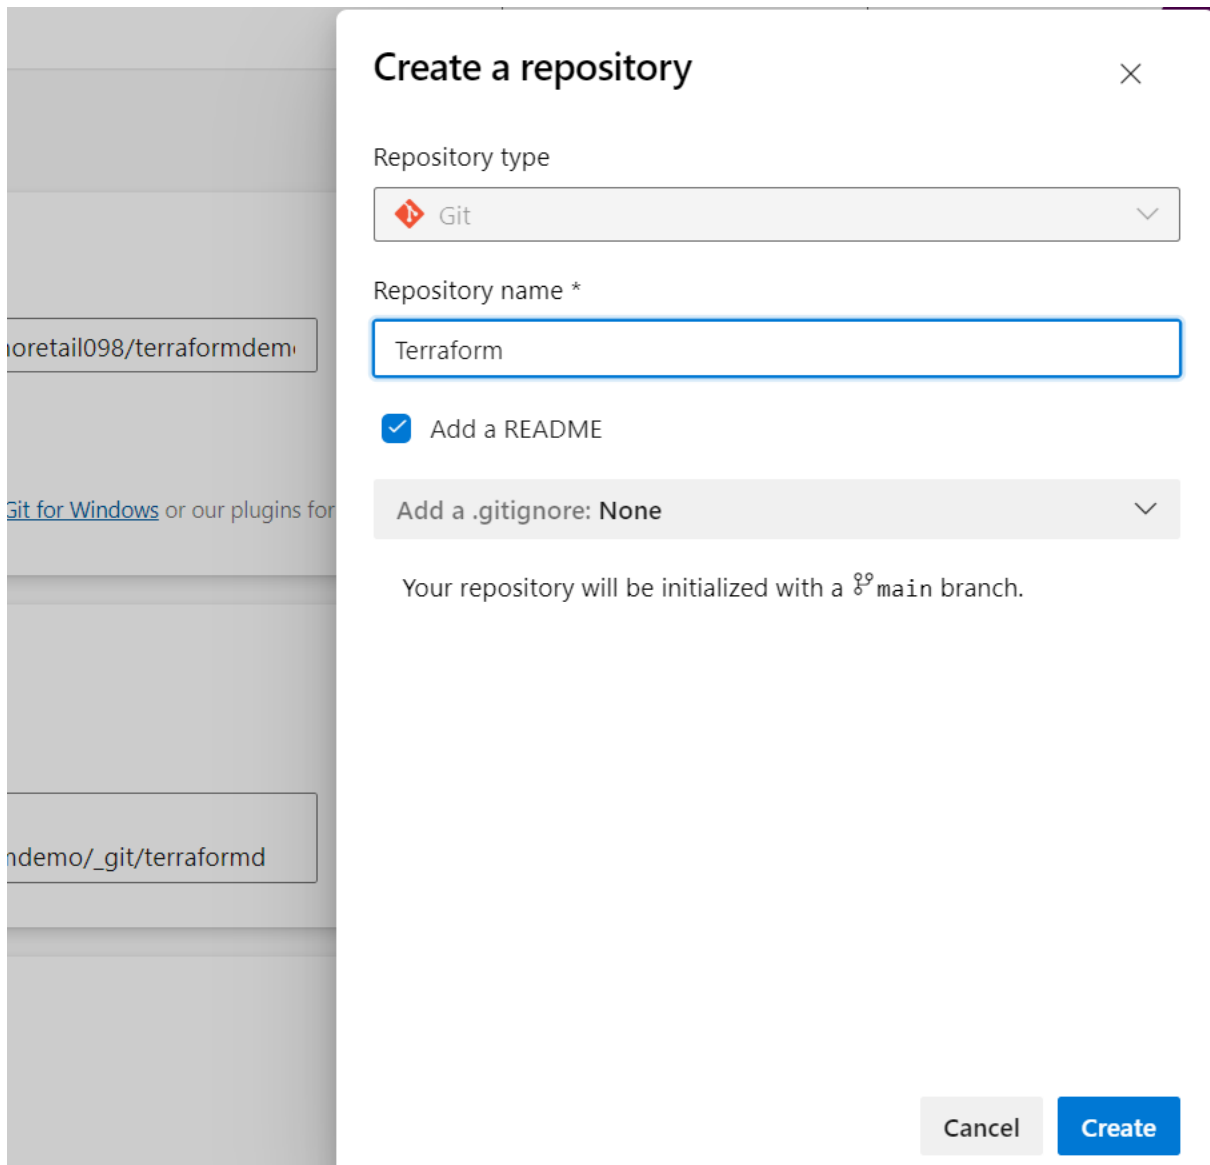 Create a repository
Repository type
Git
Repository name *
Terraform
Add a README
Add a .gitignore: None
Your repository will be initialized with a main branch.
Cancel
Create
oretail098/terraformdem
Git for Windows or our plugins for
demo/_git/terraformd